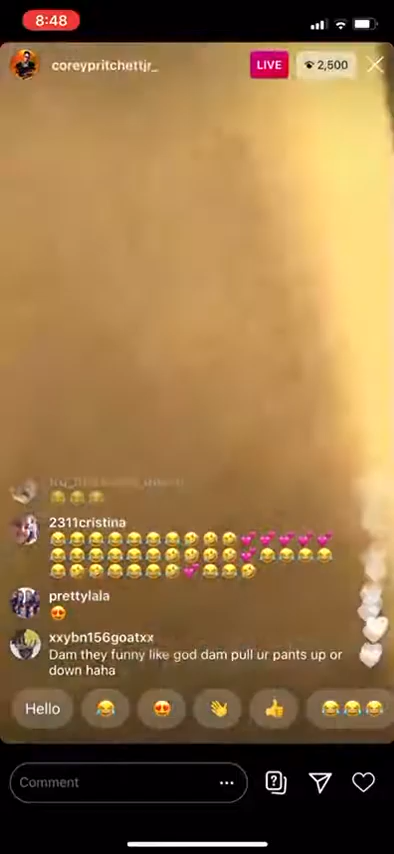 8:48
coreypritchettjr_
LIVE
2,500
😂😂😂
2311cristina
prettylala
😍
xxybn156goatxx
Dam they funny like god dam pull ur pants up or
down haha
Hello 😂 😍 👋 👍 😂😂😂
Comment